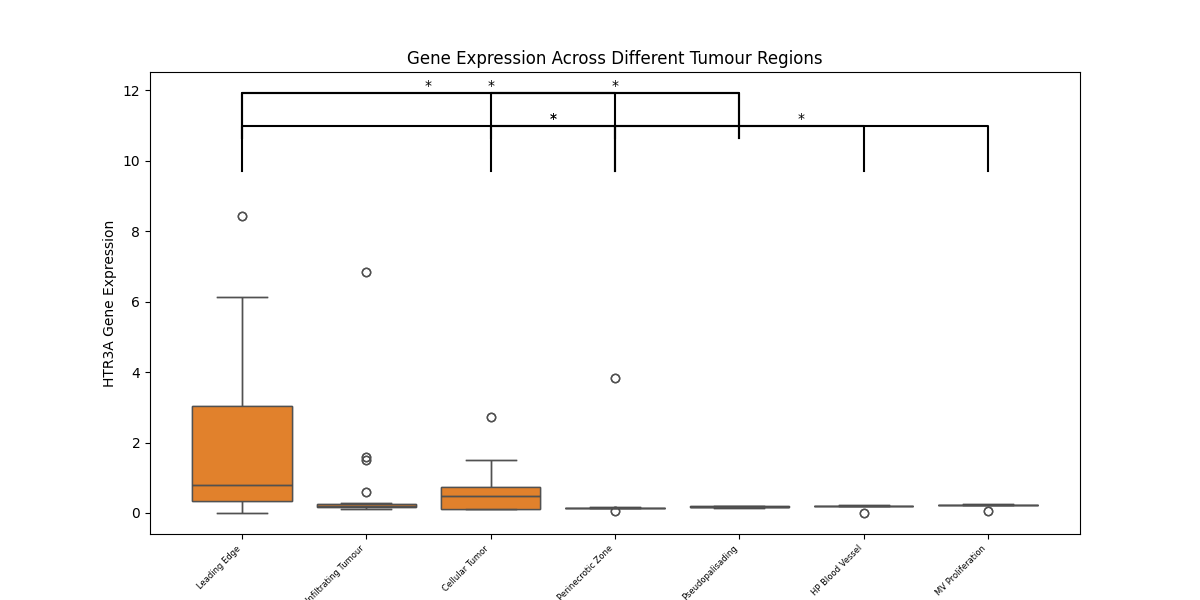 Gene Expression Across Different Tumour Regions
* * *
* *
HTR3A Gene Expression
12
10
8
6
4
2
0
Leading Edge
Infiltrating Tumour
Cellular Tumor
Perinecrotic Zone
Pseudopalisading
HP Blood Vessel
MV Proliferation